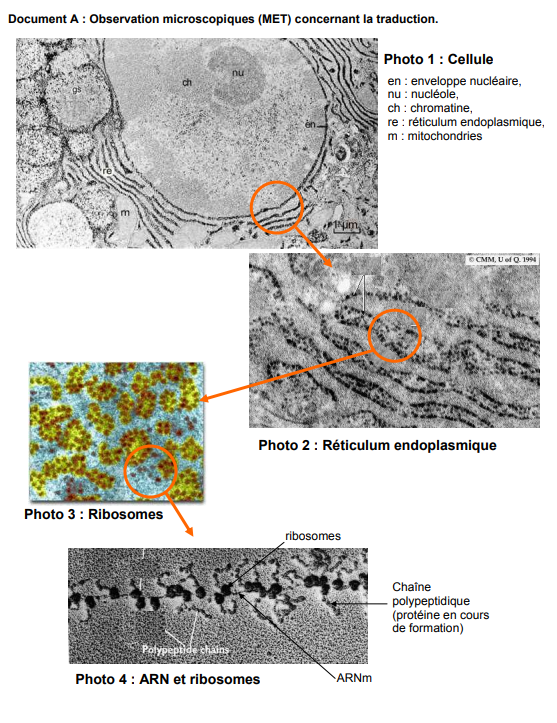 Document A : Observation microscopiques (MET) concernant la traduction.
Photo 1 : Cellule
en : enveloppe nucléaire,
nu : nucléole,
ch : chromatine,
re : réticulum endoplasmique,
m : mitochondries
nu
ch
gs
en
re
m
1 µm
© CMM, U of Q. 1994
Photo 2 : Réticulum endoplasmique
Photo 3 : Ribosomes
ribosomes
Chaîne
polypeptidique
(protéine en cours
de formation)
Polypeptide chains
ARNm
Photo 4 : ARN et ribosomes